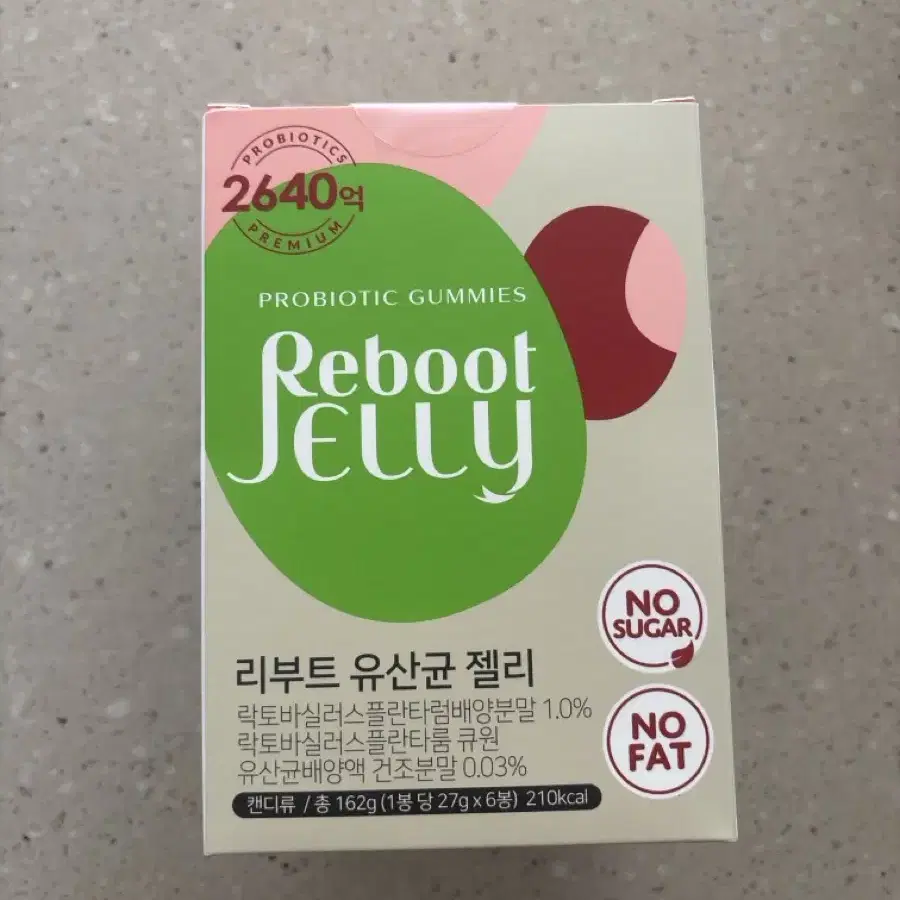 PROBIOTICS
2640억
PREMIUM
PROBIOTIC GUMMIES
Reboot
JELLY
NO
SUGAR
리부트 유산균 젤리
락토바실러스플란타럼배양분말 1.0%
락토바실러스플란타룸 큐원
유산균배양액 건조분말 0.03%
NO
FAT
캔디류 / 총 162g (1봉 당 27g x 6봉) 210kcal